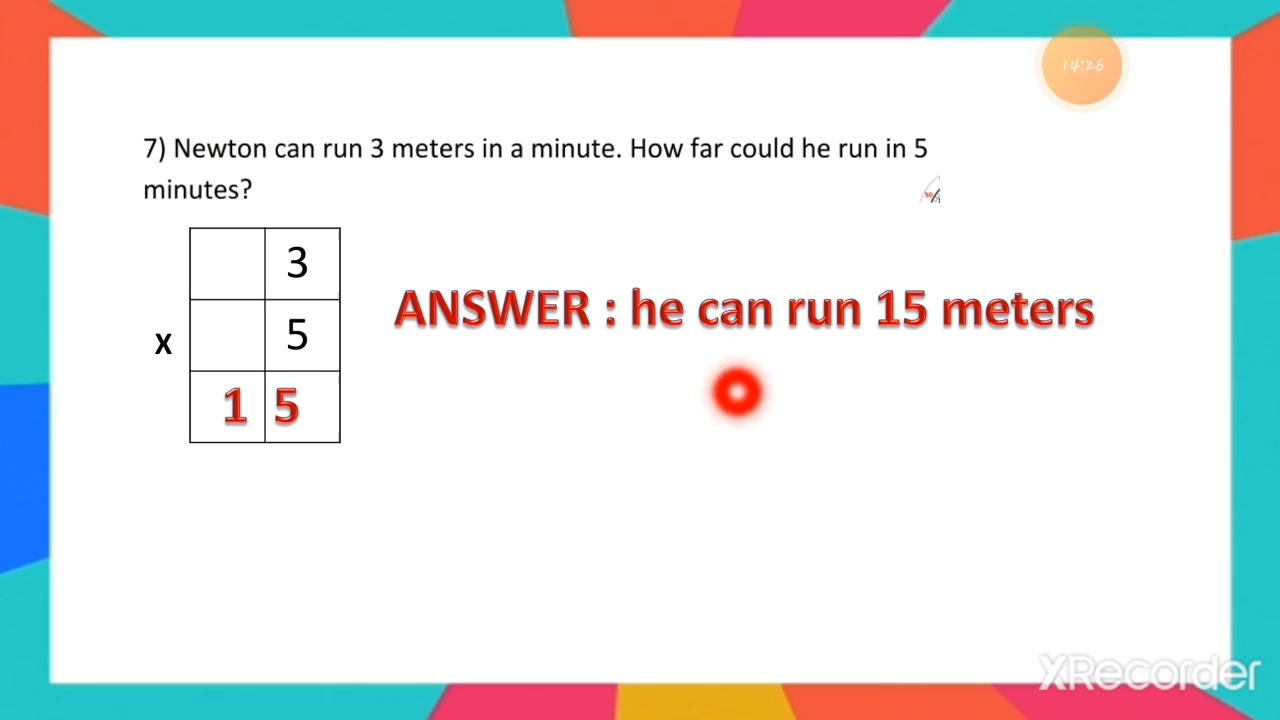 14:26
7) Newton can run 3 meters in a minute. How far could he run in 5
minutes?
3
x 5
1 5
ANSWER : he can run 15 meters
XRecorder